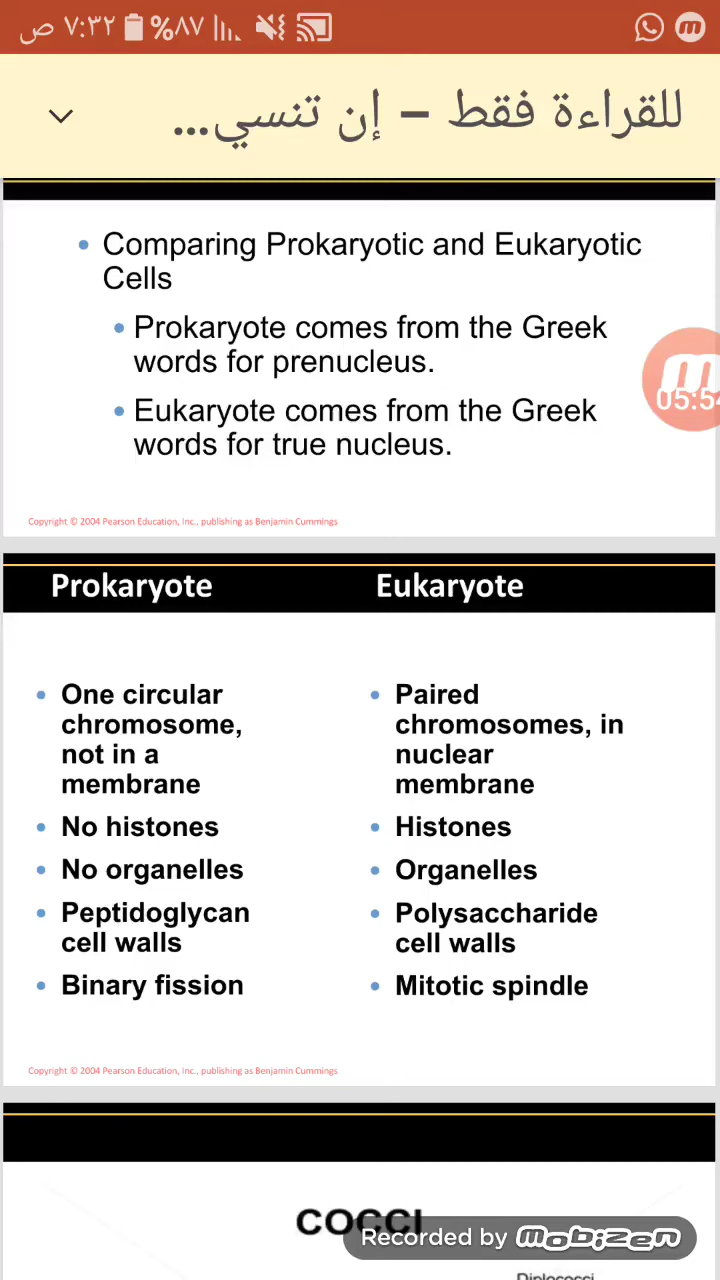 ص ٧:٣٢ %٨٧
للقراءة فقط – إن تنسي...
• Comparing Prokaryotic and Eukaryotic
Cells
• Prokaryote comes from the Greek
words for prenucleus.
• Eukaryote comes from the Greek
words for true nucleus.
05:54
Copyright © 2004 Pearson Education, Inc., publishing as Benjamin Cummings
Prokaryote
• One circular
chromosome,
not in a
membrane
• No histones
• No organelles
• Peptidoglycan
cell walls
• Binary fission
Eukaryote
• Paired
chromosomes, in
nuclear
membrane
• Histones
• Organelles
• Polysaccharide
cell walls
• Mitotic spindle
Copyright © 2004 Pearson Education, Inc., publishing as Benjamin Cummings
COCCI
Recorded by mobizen
Diplococci